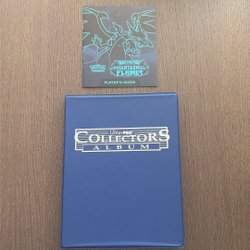 PHANTASMAL
FLAMES
PLAYER'S GUIDE
Ultra·PRO
COLLECTORS
ALBUM